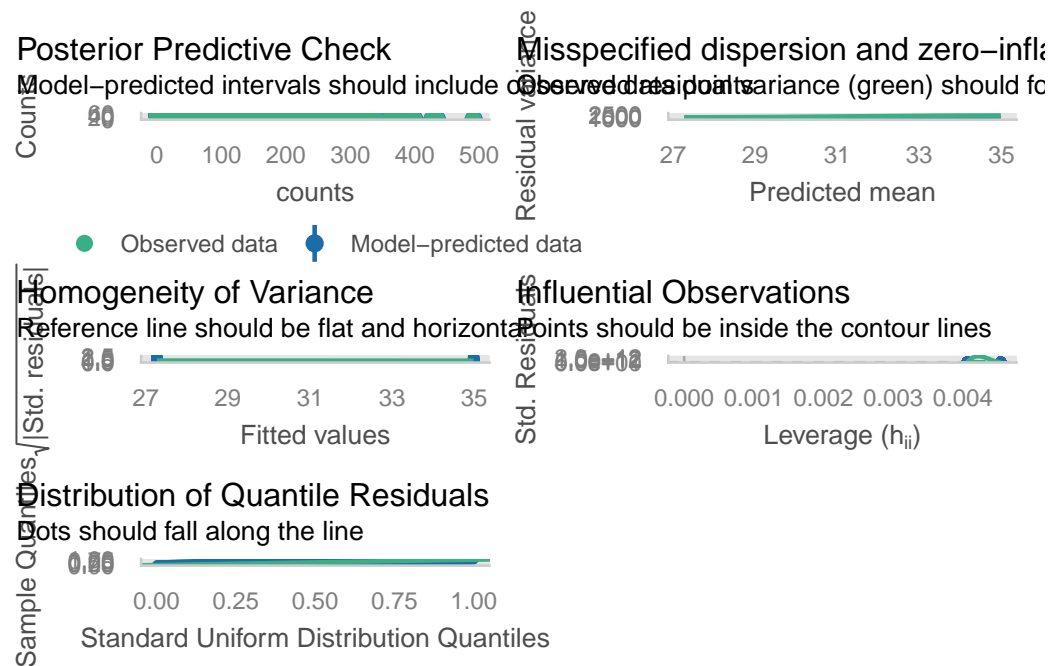 Posterior Predictive Check
Model−predicted intervals should include observed data points
Counts
0 100 200 300 400 500
counts
Misspecified dispersion and zero−infla
Observed residual variance (green) should fo
Residual variance
2500
27 29 31 33 35
Predicted mean
Observed data
Model−predicted data
Homogeneity of Variance
Reference line should be flat and horizontal
√|Std. residuals|
27 29 31 33 35
Fitted values
Influential Observations
Points should be inside the contour lines
Std. Residuals
0.000 0.001 0.002 0.003 0.004
Leverage (hii)
Distribution of Quantile Residuals
Dots should fall along the line
Sample Quantiles
0.00 0.25 0.50 0.75 1.00
Standard Uniform Distribution Quantiles